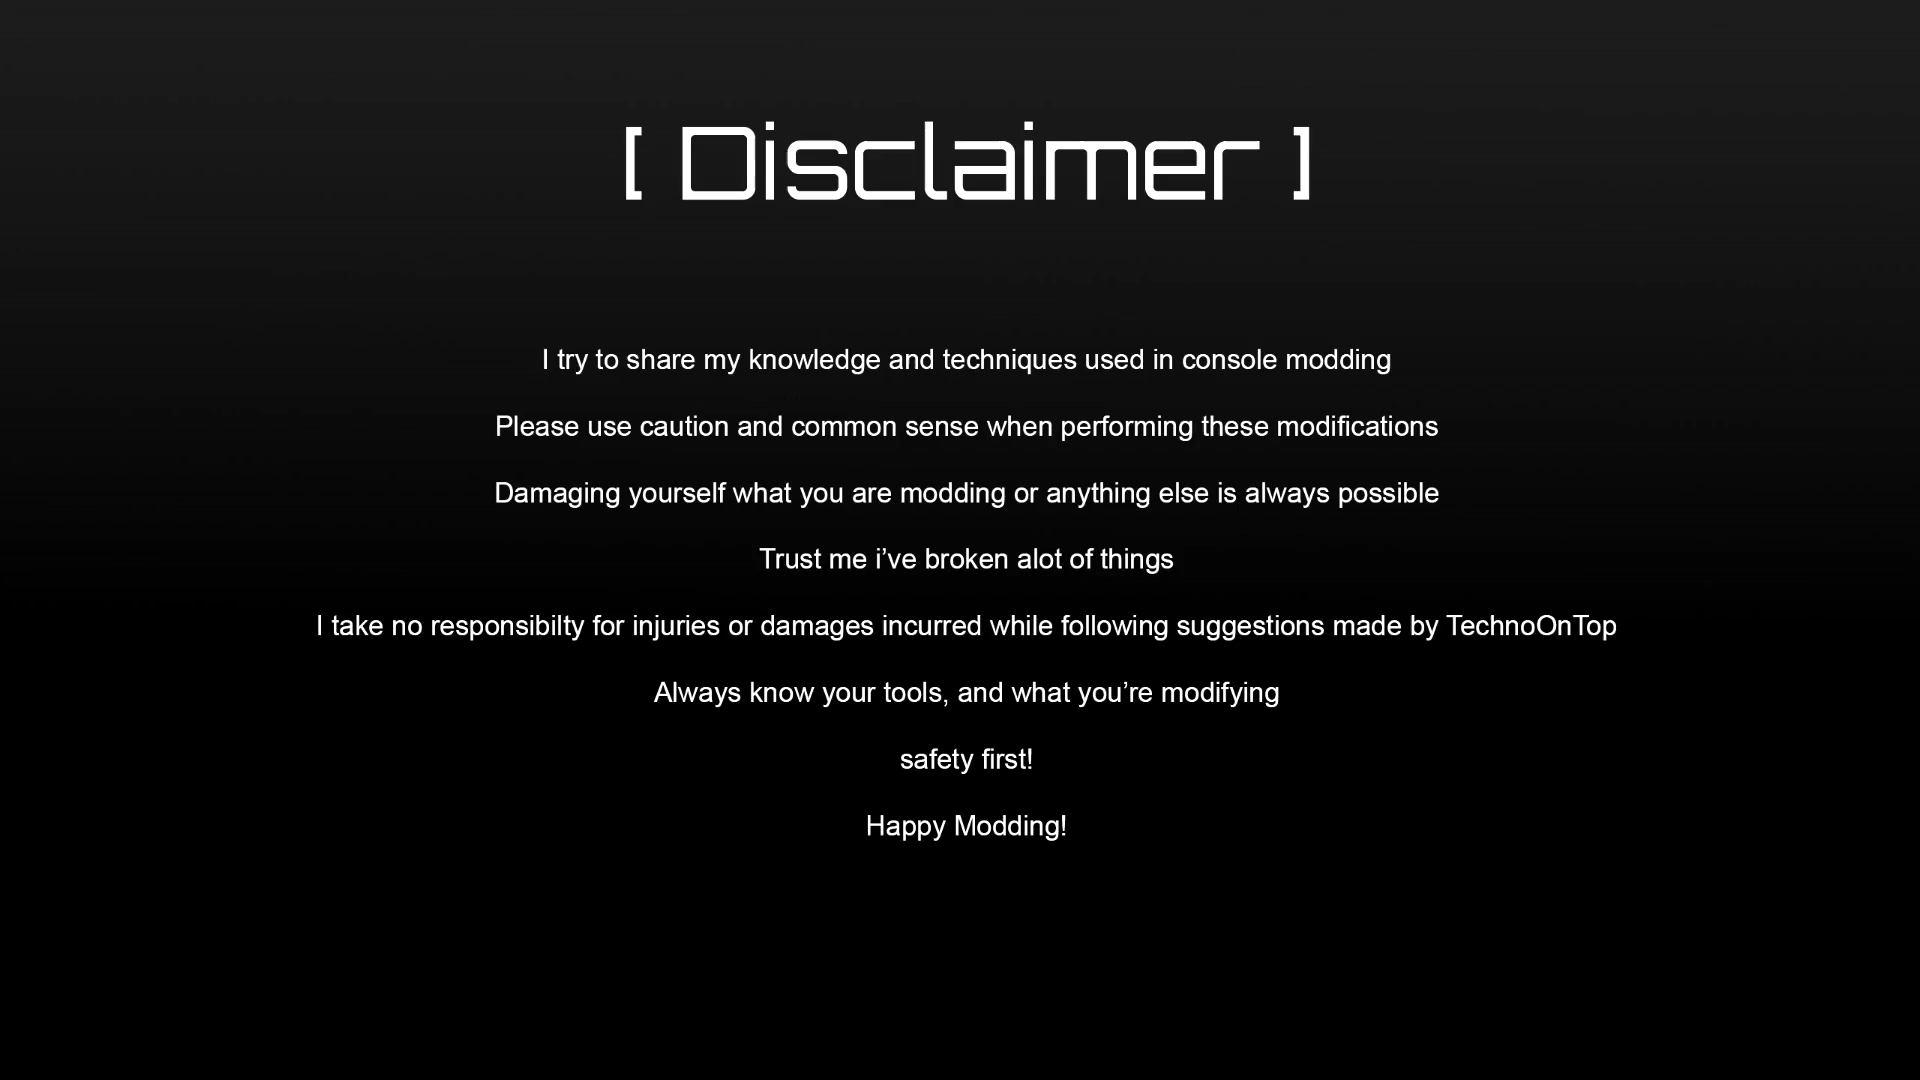 [ Disclaimer ]
I try to share my knowledge and techniques used in console modding
Please use caution and common sense when performing these modifications
Damaging yourself what you are modding or anything else is always possible
Trust me i’ve broken alot of things
I take no responsibilty for injuries or damages incurred while following suggestions made by TechnoOnTop
Always know your tools, and what you’re modifying
safety first!
Happy Modding!